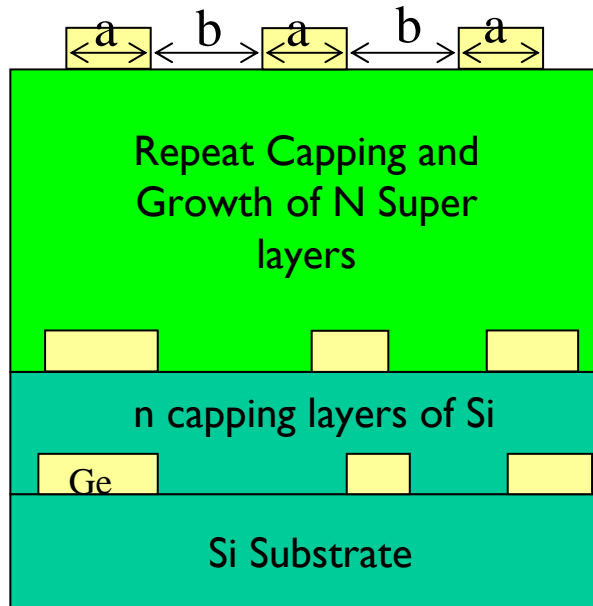 a b a b a
Repeat Capping and
Growth of N Super
layers
n capping layers of Si
Ge
Si Substrate